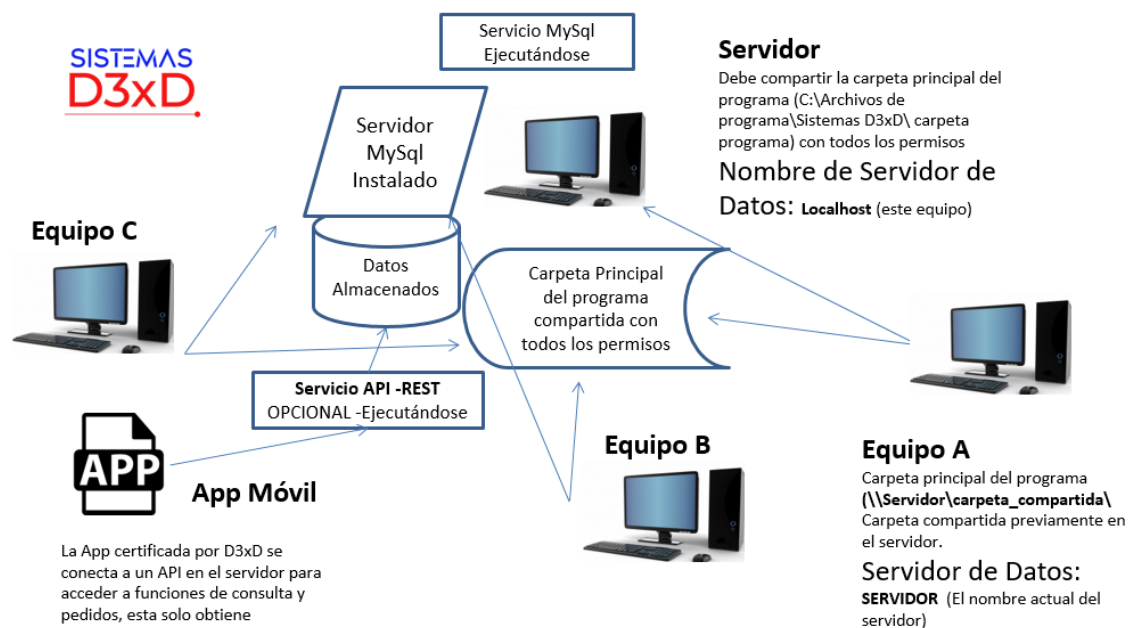 SISTEMAS
D3xD
Servicio MySql
Ejecutándose
Servidor
Debe compartir la carpeta principal del
programa (C:\Archivos de
programa\Sistemas D3xD\ carpeta
programa) con todos los permisos
Nombre de Servidor de
Datos: Localhost (este equipo)
Servidor
MySql
Instalado
Datos
Almacenados
Equipo C
Carpeta Principal
del programa
compartida con
todos los permisos
Servicio API -REST
OPCIONAL -Ejecutándose
APP
App Móvil
La App certificada por D3xD se
conecta a un API en el servidor para
acceder a funciones de consulta y
pedidos, esta solo obtiene
Equipo B
Equipo A
Carpeta principal del programa
(\\Servidor\carpeta_compartida\
Carpeta compartida previamente en
el servidor.
Servidor de Datos:
SERVIDOR (El nombre actual del
servidor)